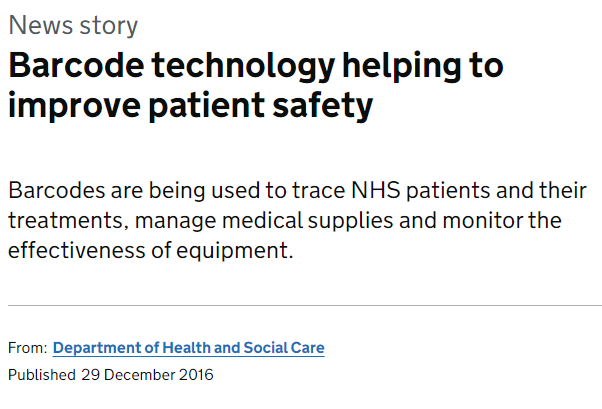 News story
Barcode technology helping to
improve patient safety
Barcodes are being used to trace NHS patients and their
treatments, manage medical supplies and monitor the
effectiveness of equipment.
From: Department of Health and Social Care
Published 29 December 2016